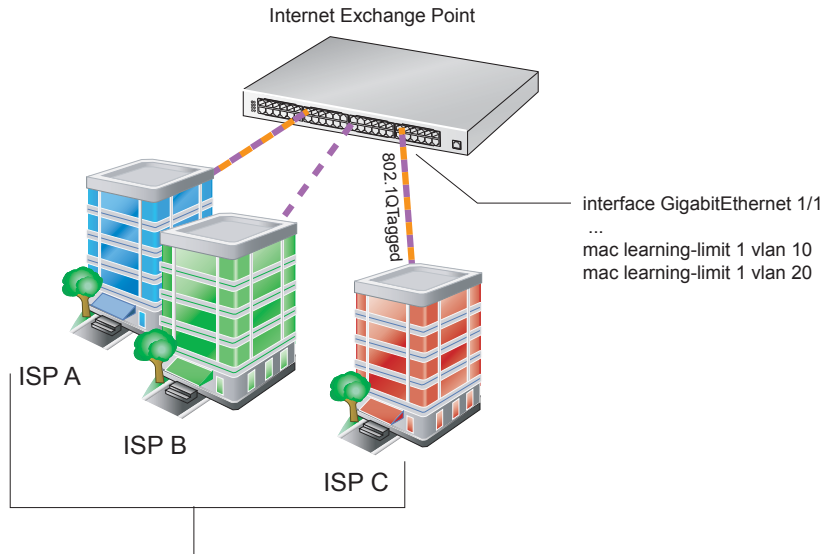 Internet Exchange Point
802.1QTagged
interface GigabitEthernet 1/1
...
mac learning-limit 1 vlan 10
mac learning-limit 1 vlan 20
ISP A
ISP B
ISP C